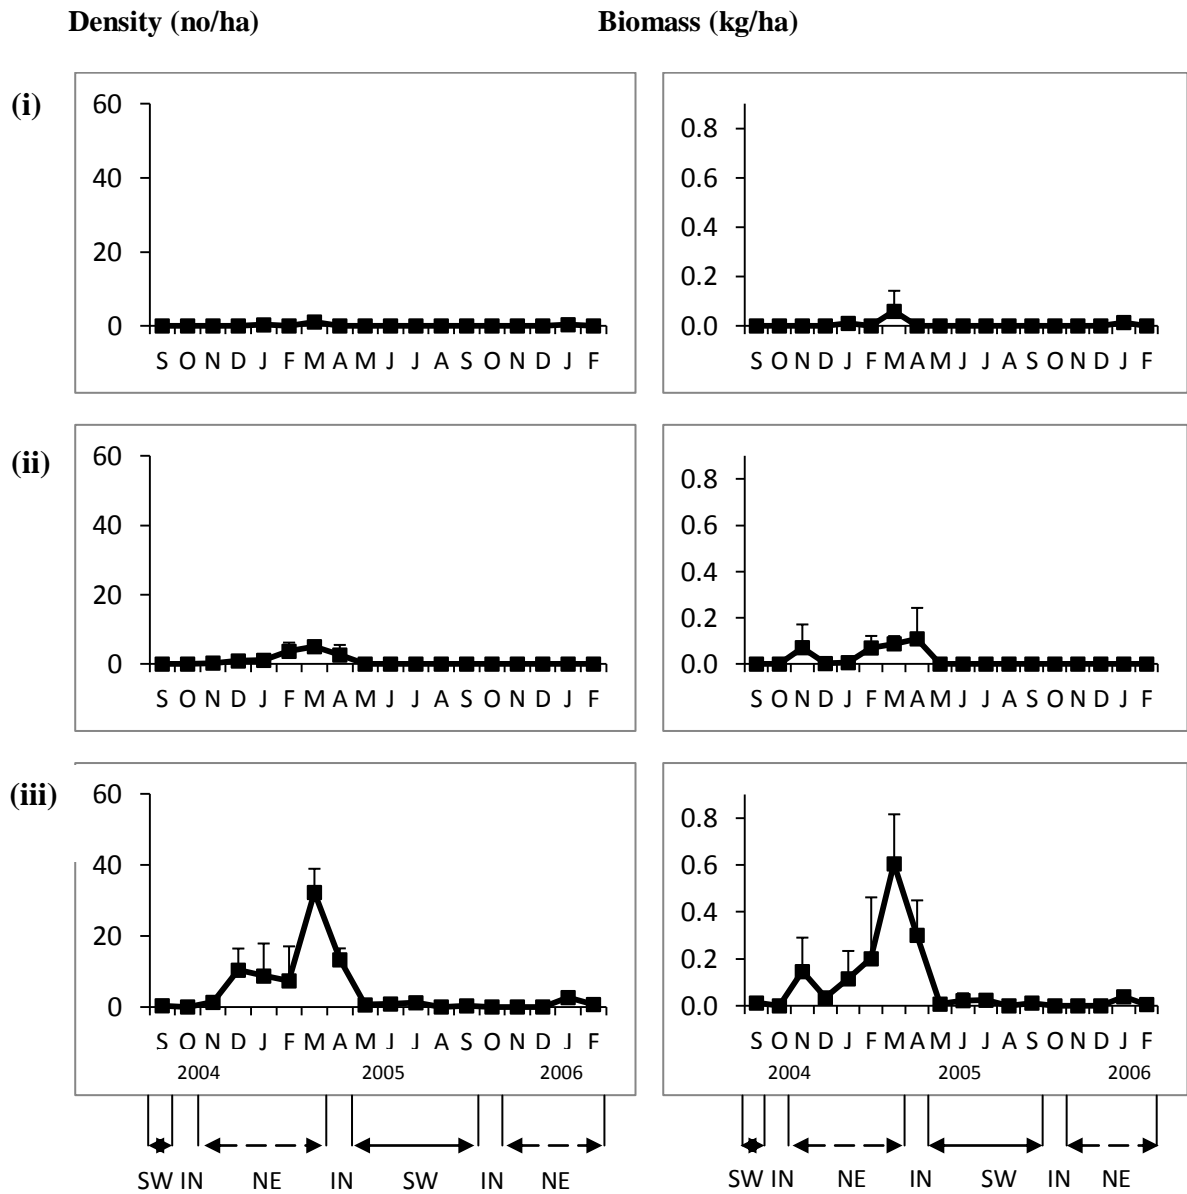 Density (no/ha) Biomass (kg/ha)
(i)
60 0.8
40 0.6
0.4
20 0.2
0 0.0
S O N D J F M A M J J A S O N D J F S O N D J F M A M J J A S O N D J F
(ii)
60 0.8
40 0.6
0.4
20 0.2
0 0.0
S O N D J F M A M J J A S O N D J F S O N D J F M A M J J A S O N D J F
(iii)
60 0.8
40 0.6
0.4
20 0.2
0 0.0
S O N D J F M A M J J A S O N D J F S O N D J F M A M J J A S O N D J F
2004 2005 2006 2004 2005 2006
SW IN NE IN SW IN NE SW IN NE IN SW IN NE